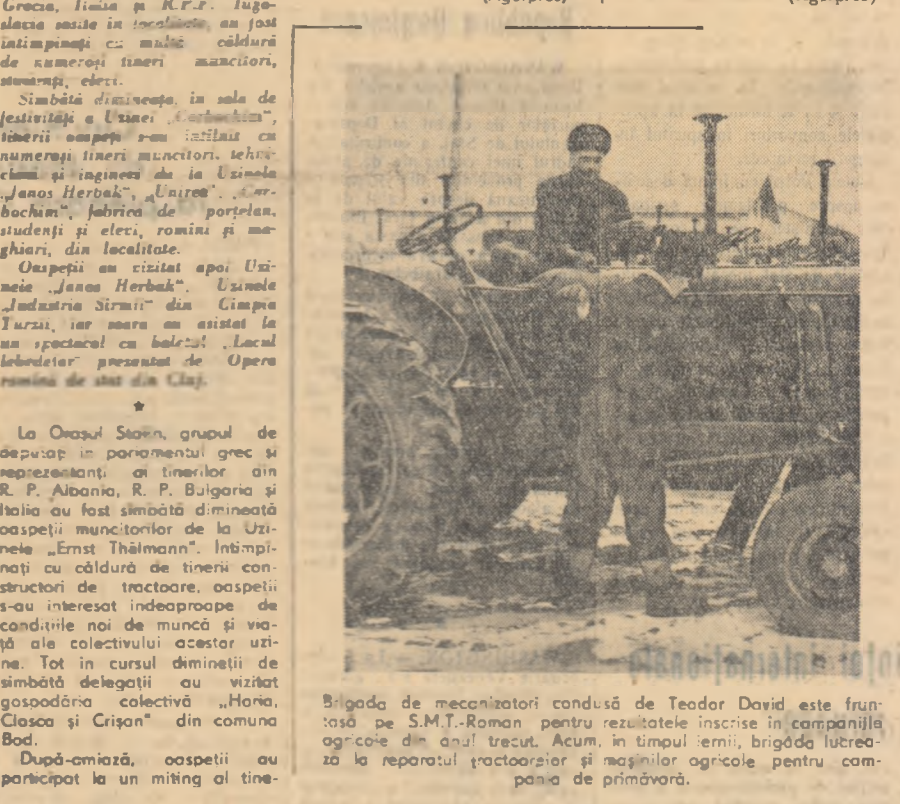 Grecia, Italia și R.P.F. Iugo-
slavia sosite în localitate, au fost
întîmpinați cu multă căldură
de numeroși tineri muncitori,
studenți, elevi.
Sîmbătă dimineața, în sala de
festivități a Uzinei „Carbochim",
tinerii oaspeți s-au întîlnit cu
numeroși tineri muncitori, tehni-
cieni și ingineri de la Uzinele
„Janos Herbak", „Unirea", „Car-
bochim", fabrica de porțelan,
studenți și elevi, romîni și ma-
ghiari, din localitate.
Oaspeții au vizitat apoi Uzi-
nele „Janos Herbak", Uzinele
„Industria Sîrmii" din Cîmpia
Turzii, iar seara au asistat la
un spectacol cu baletul „Lacul
lebedelor" prezentat de Opera
romînă de stat din Cluj.
★
La Orașul Stalin, grupul de
deputați în parlamentul grec și
reprezentanți ai tinerilor din
R. P. Albania, R. P. Bulgaria și
Italia au fost sîmbătă dimineață
oaspeții muncitorilor de la Uzi-
nele „Ernst Thälmann". Întîmpi-
nați cu căldură de tinerii con-
structori de tractoare, oaspeții
s-au interesat îndeaproape de
condițiile noi de muncă și via-
ță ale colectivului acestor uzi-
ne. Tot în cursul dimineții de
sîmbătă delegații au vizitat
gospodăria colectivă „Horia,
Cloșca și Crișan" din comuna
Bod.
După-amiază, oaspeții au
participat la un miting al tine-
(Agerpres)
(Agerpres)
Brigada de mecanizatori condusă de Teodor David este frun-
tașă pe S.M.T.-Roman pentru rezultatele înscrise în campaniile
agricole din anul trecut. Acum, în timpul iernii, brigada lucrea-
ză la reparatul tractoarelor și mașinilor agricole pentru cam-
pania de primăvară.